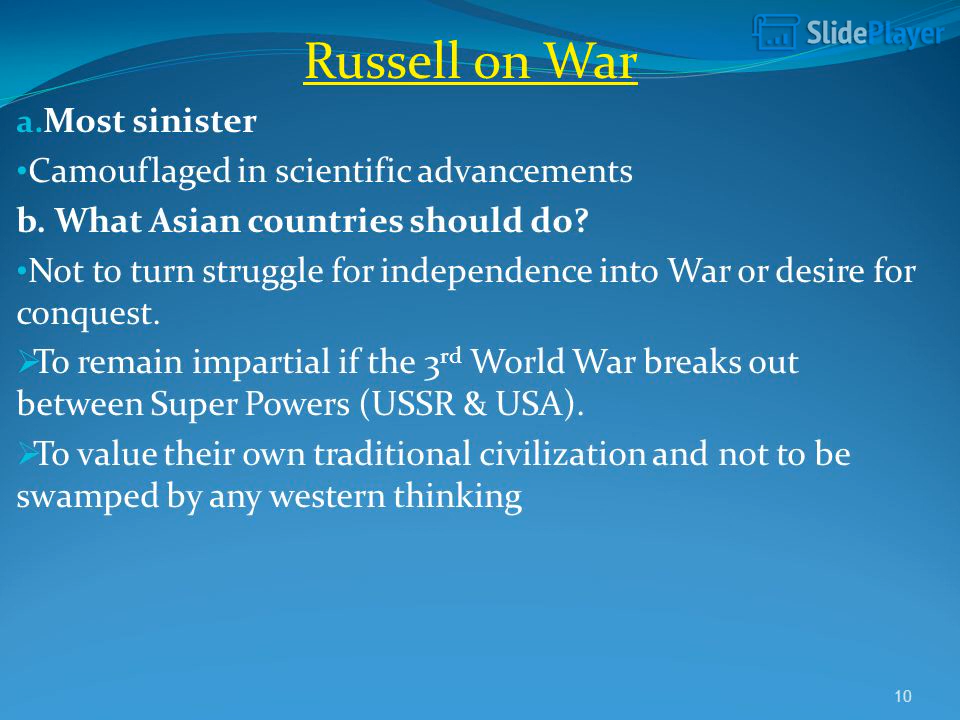 SlidePlayer
Russell on War
a.Most sinister
•Camouflaged in scientific advancements
b. What Asian countries should do?
•Not to turn struggle for independence into War or desire for
conquest.
➢To remain impartial if the 3rd World War breaks out
between Super Powers (USSR & USA).
➢To value their own traditional civilization and not to be
swamped by any western thinking
10